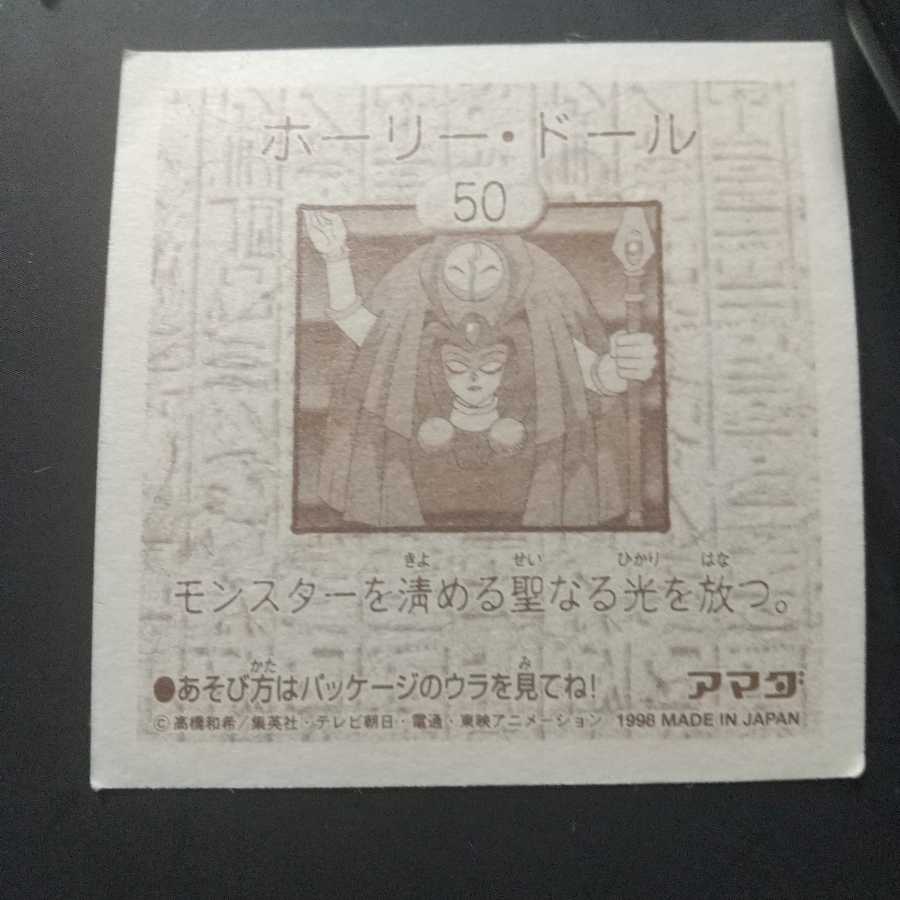 ホーリー・ドール
50
きよ せい ひかり はな
モンスターを清める聖なる光を放つ。
かた み
●あそび方はパッケージのウラを見てね! アマダ
©高橋和希/集英社・テレビ朝日・電通・東映アニメーション 1998 MADE IN JAPAN